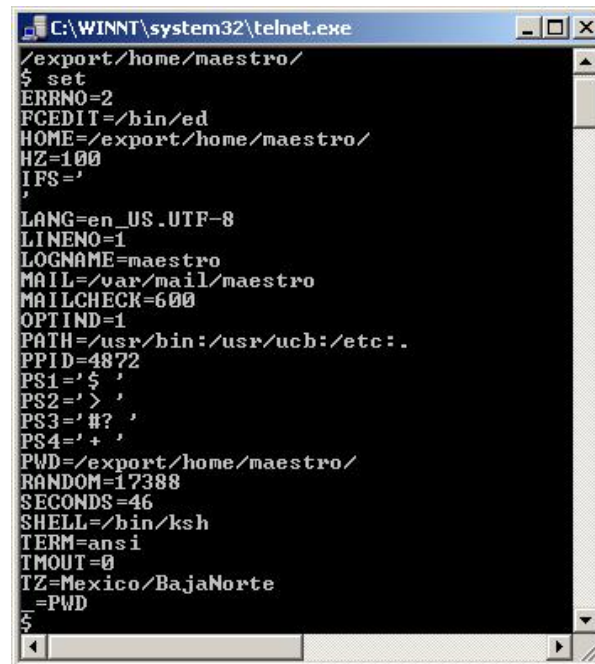 C:\WINNT\system32\telnet.exe
/export/home/maestro/
$ set
ERRNO=2
FCEDIT=/bin/ed
HOME=/export/home/maestro/
HZ=100
IFS='
'
LANG=en_US.UTF-8
LINENO=1
LOGNAME=maestro
MAIL=/var/mail/maestro
MAILCHECK=600
OPTIND=1
PATH=/usr/bin:/usr/ucb:/etc:.
PPID=4872
PS1='$ '
PS2='> '
PS3='#? '
PS4='+ '
PWD=/export/home/maestro/
RANDOM=17388
SECONDS=46
SHELL=/bin/ksh
TERM=ansi
TMOUT=0
TZ=Mexico/BajaNorte
_=PWD
$